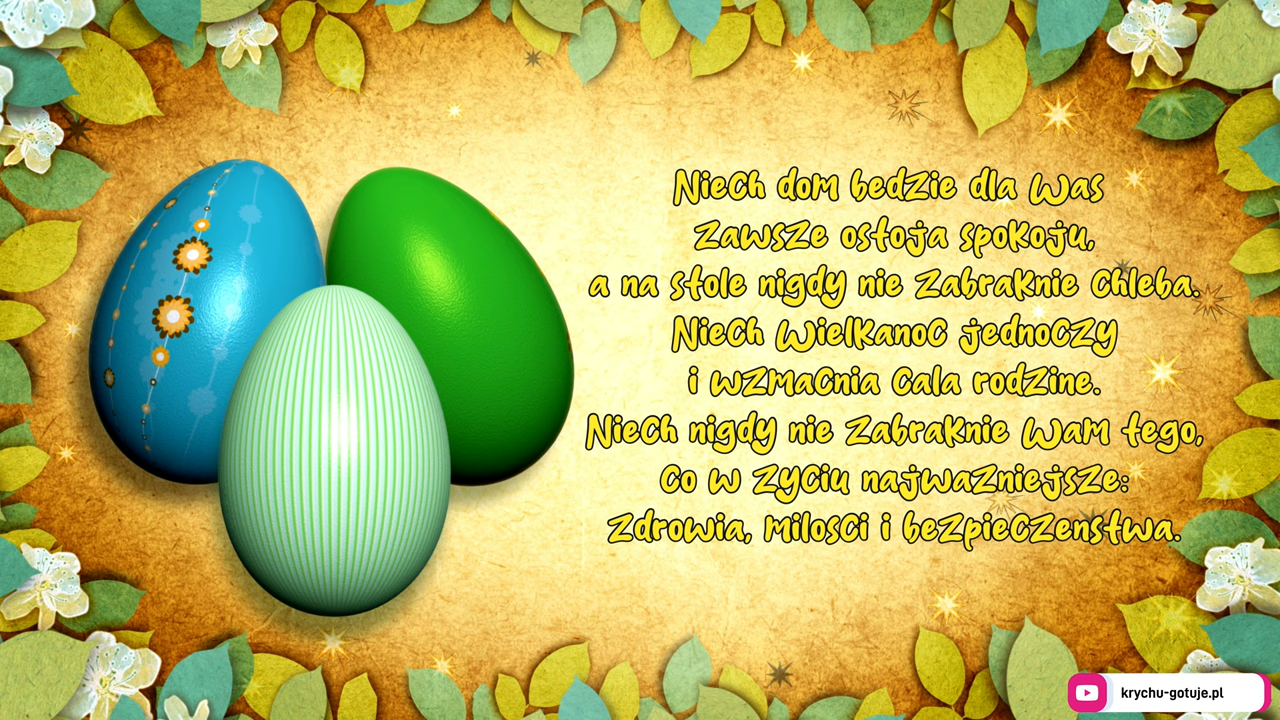 Niech dom bedzie dla Was
zawsze ostoja spokoju,
a na stole nigdy nie zabraknie chleba.
Niech Wielkanoc jednoczy
i wzmacnia cala rodzine.
Niech nigdy nie zabraknie Wam tego,
co w zyciu najwazniejsze:
zdrowia, milosci i bezpieczenstwa.
krychu-gotuje.pl